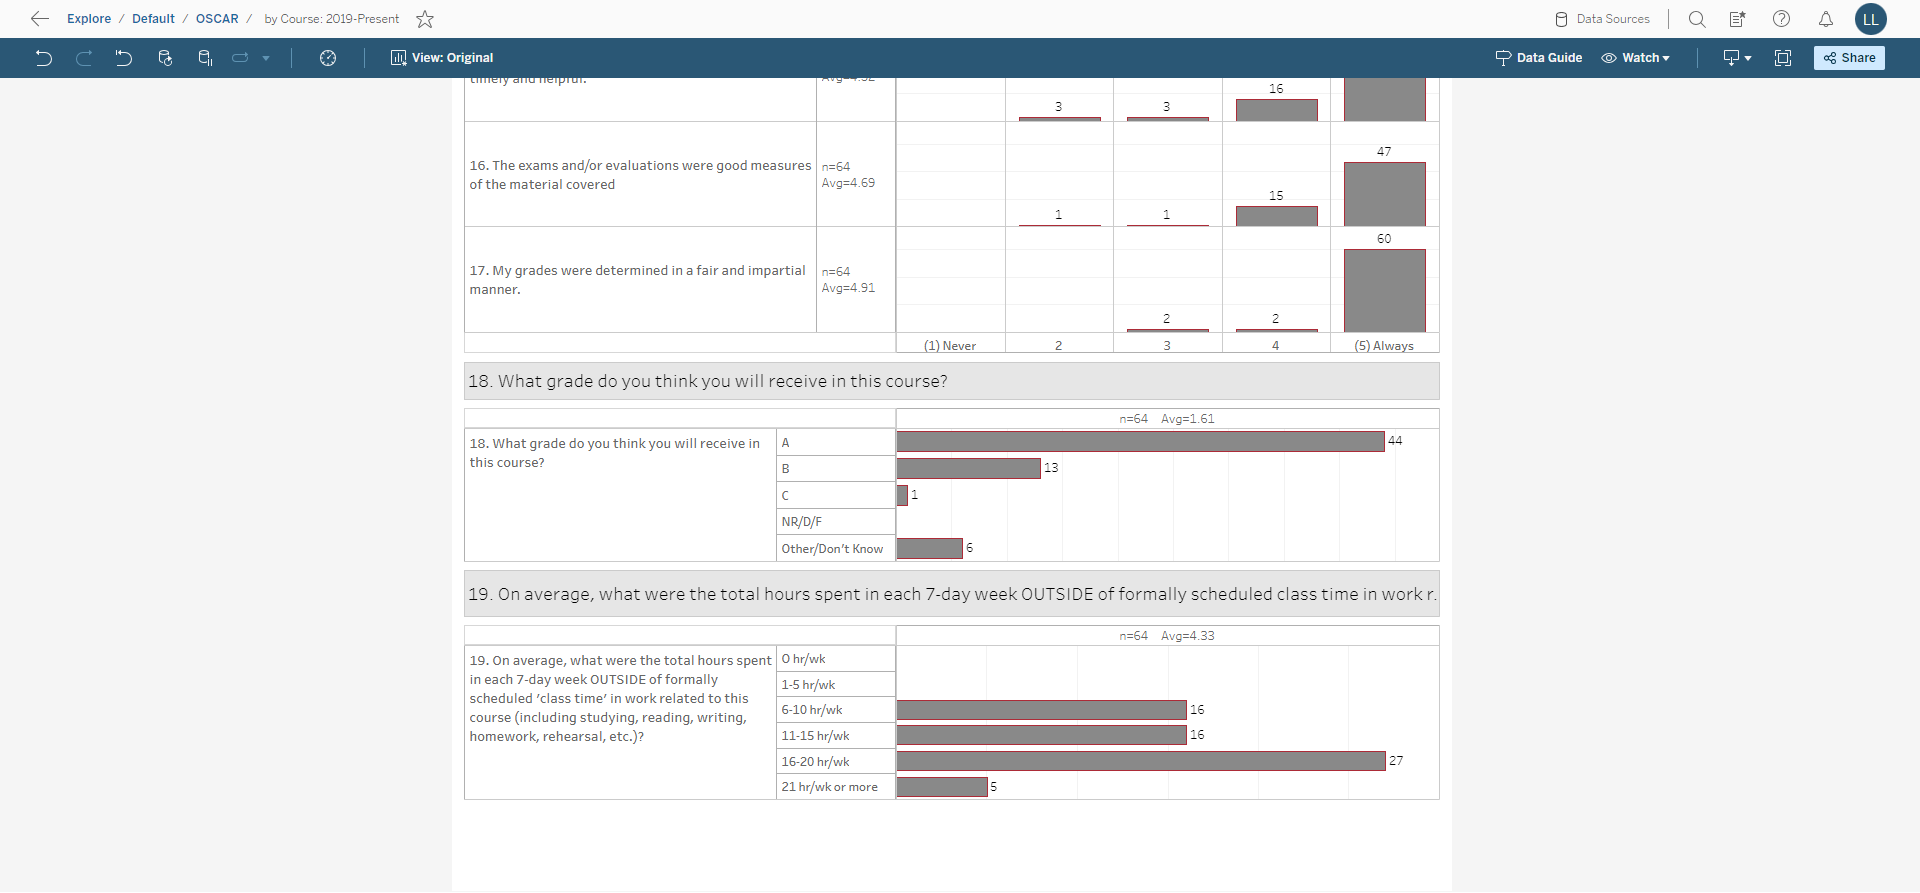 Explore / Default / OSCAR / by Course: 2019-Present
Data Sources
LL
View: Original
Data Guide
Watch
Share
timely and helpful.
Avg=4.52
3
3
16
16. The exams and/or evaluations were good measures
of the material covered
n=64
Avg=4.69
1
1
15
47
17. My grades were determined in a fair and impartial
manner.
n=64
Avg=4.91
2
2
60
(1) Never
2
3
4
(5) Always
18. What grade do you think you will receive in this course?
n=64 Avg=1.61
18. What grade do you think you will receive in
this course?
A
44
B
13
C
1
NR/D/F
Other/Don't Know
6
19. On average, what were the total hours spent in each 7-day week OUTSIDE of formally scheduled class time in work r.
n=64 Avg=4.33
19. On average, what were the total hours spent
in each 7-day week OUTSIDE of formally
scheduled 'class time' in work related to this
course (including studying, reading, writing,
homework, rehearsal, etc.)?
0 hr/wk
1-5 hr/wk
6-10 hr/wk
16
11-15 hr/wk
16
16-20 hr/wk
27
21 hr/wk or more
5